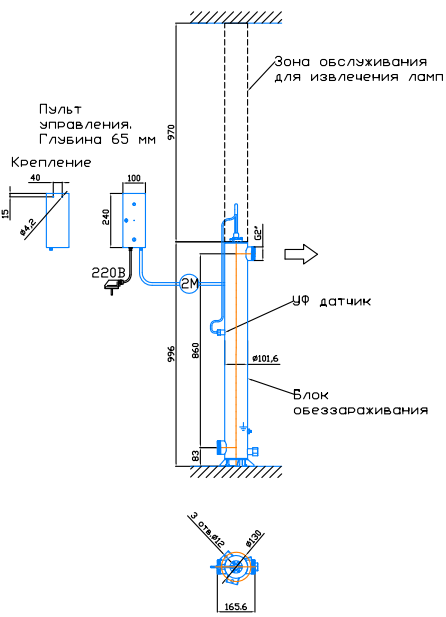 Зона обслуживания
для извлечения ламп
Пульт
управления.
Глубина 65 мм
Крепление
40
100
970
15
ø4,2
240
G2"
220В
2М
УФ датчик
996
860
ø101,6
Блок
обеззараживания
83
3 отв.ø12
ø130
165.6